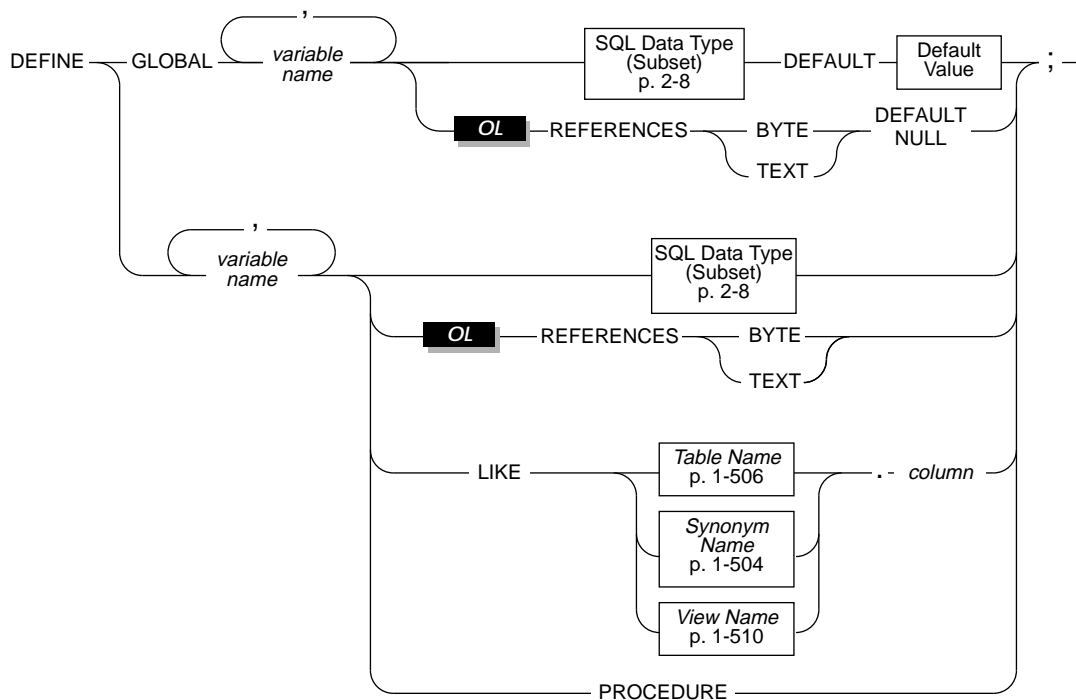 ,
DEFINE GLOBAL variable name SQL Data Type (Subset) p. 2-8 DEFAULT Default Value ;
OL REFERENCES BYTE DEFAULT NULL
TEXT
,
variable name SQL Data Type (Subset) p. 2-8
OL REFERENCES BYTE
TEXT
LIKE Table Name p. 1-506 . column
Synonym Name p. 1-504
View Name p. 1-510
PROCEDURE